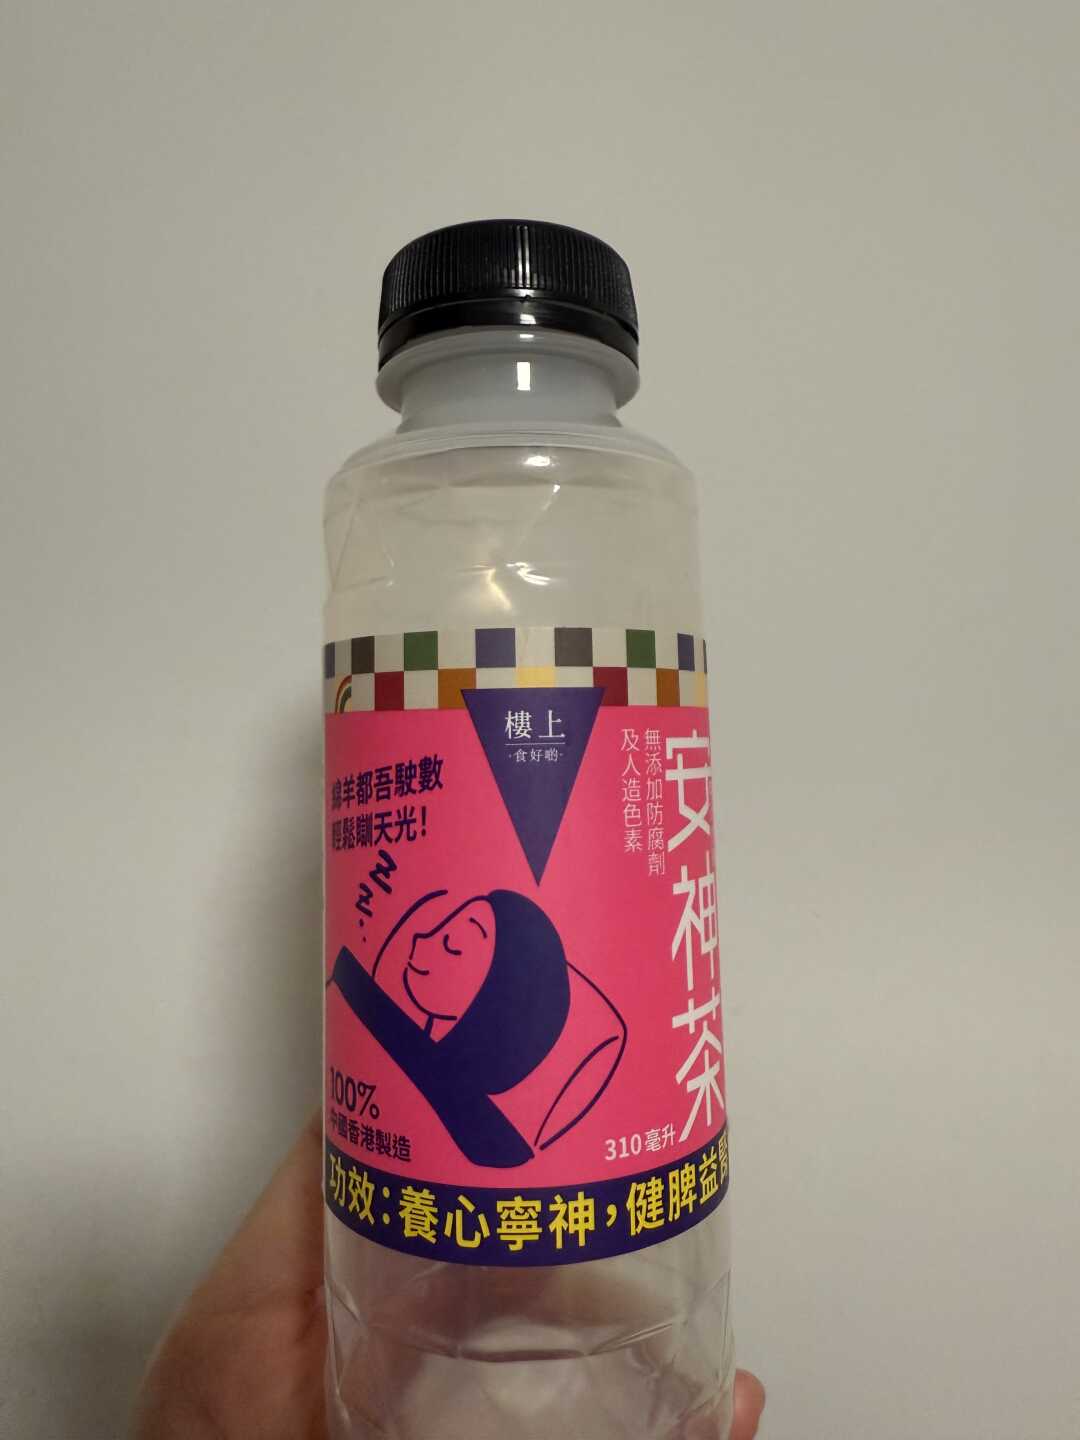 樓上
·食好啲·
綿羊都吾駛數
輕鬆瞓天光！
安神茶
無添加防腐劑
及人造色素
100%
中國香港製造
310毫升
功效：養心寧神，健脾益